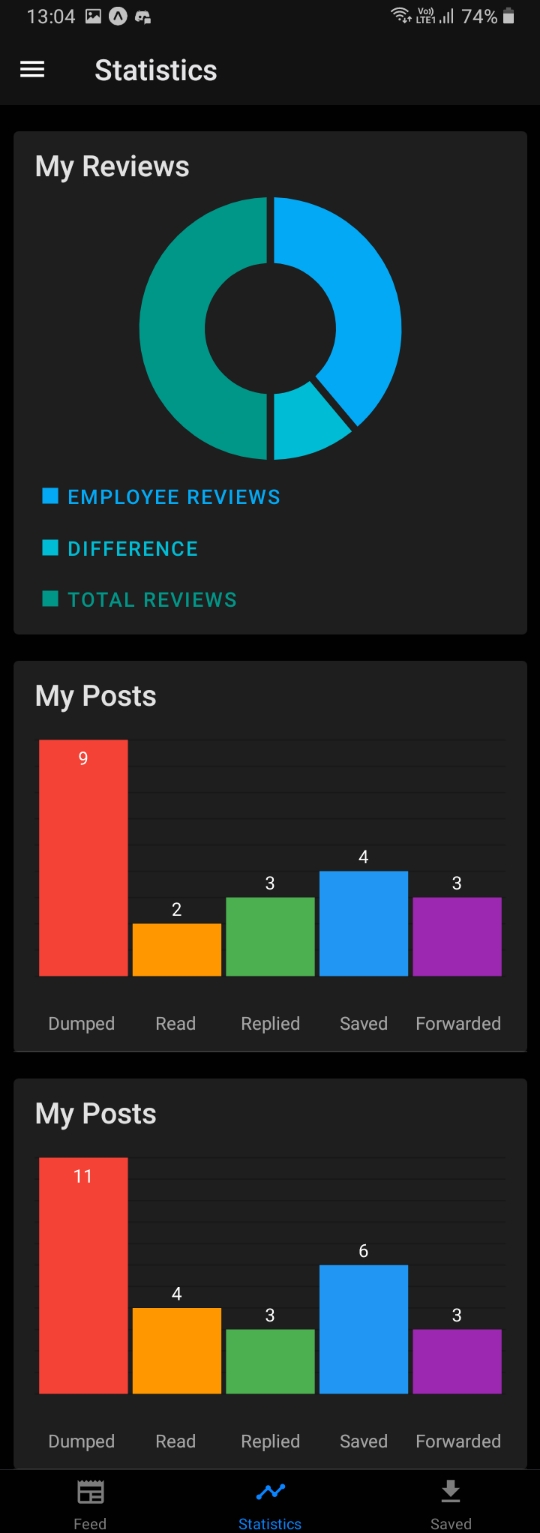 13:04 Vo)) LTE1 74%
Statistics
My Reviews
EMPLOYEE REVIEWS
DIFFERENCE
TOTAL REVIEWS
My Posts
9 2 3 4 3
Dumped Read Replied Saved Forwarded
My Posts
11 4 3 6 3
Dumped Read Replied Saved Forwarded
Feed Statistics Saved